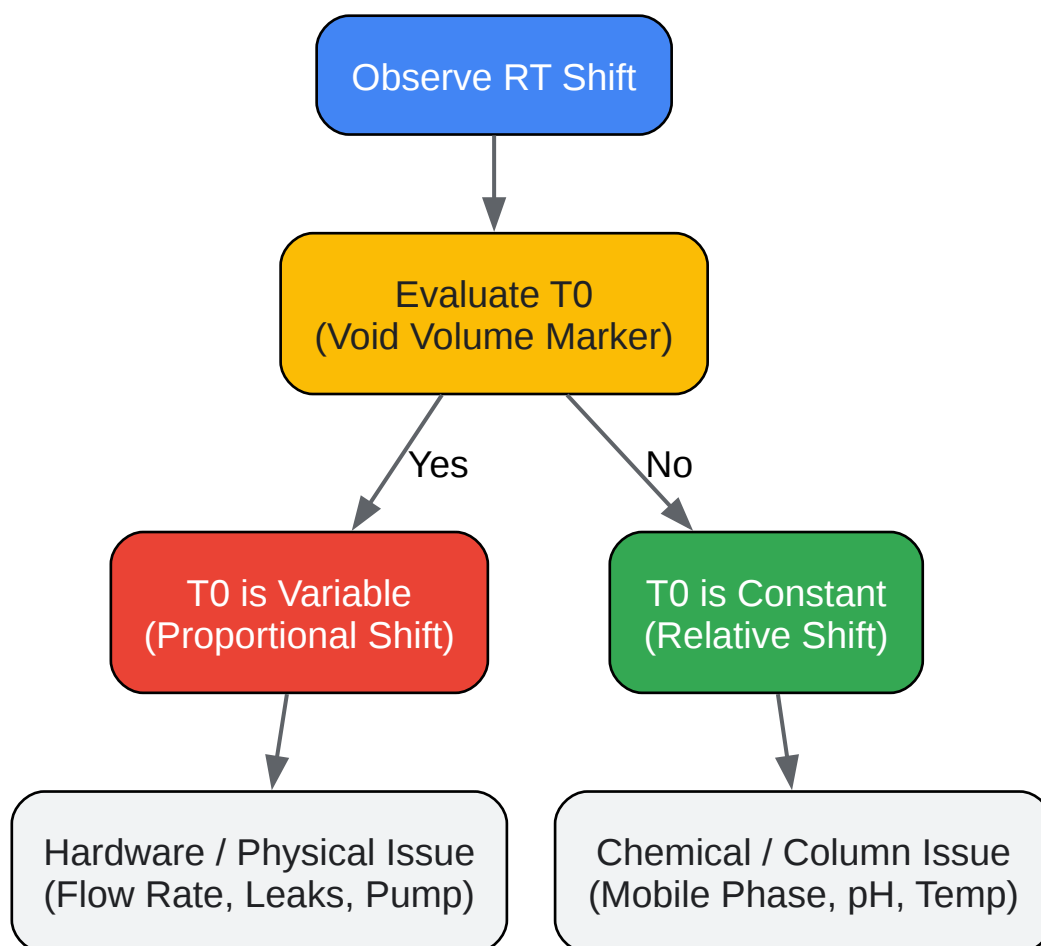 Observe RT Shift
Evaluate T0
(Void Volume Marker)
Yes
No
T0 is Variable
(Proportional Shift)
T0 is Constant
(Relative Shift)
Hardware / Physical Issue
(Flow Rate, Leaks, Pump)
Chemical / Column Issue
(Mobile Phase, pH, Temp)